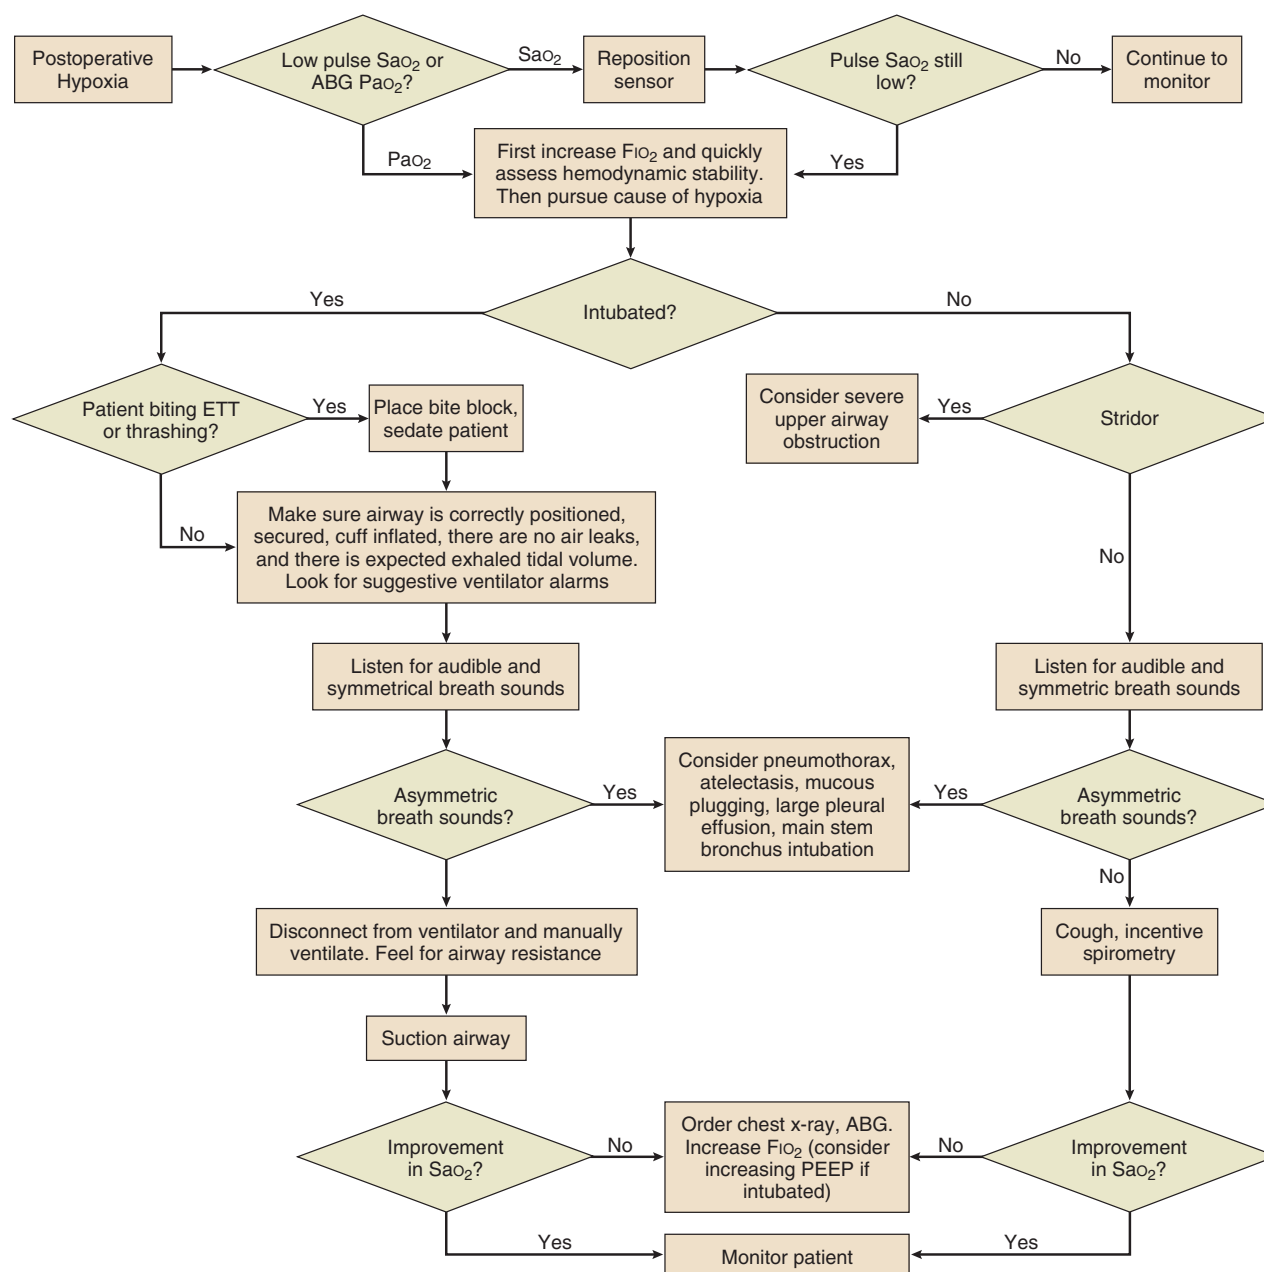 Postoperative
Hypoxia
Low pulse SaO2 or
ABG PaO2?
SaO2
Reposition
sensor
Pulse SaO2 still
low?
No
Continue to
monitor
PaO2
First increase FIO2 and quickly
assess hemodynamic stability.
Then pursue cause of hypoxia
Yes
Intubated?
Yes
No
Patient biting ETT
or thrashing?
Yes
Place bite block,
sedate patient
Consider severe
upper airway
obstruction
Yes
Stridor
No
Make sure airway is correctly positioned,
secured, cuff inflated, there are no air leaks,
and there is expected exhaled tidal volume.
Look for suggestive ventilator alarms
No
Listen for audible and
symmetrical breath sounds
Listen for audible and
symmetric breath sounds
Asymmetric
breath sounds?
Yes
Consider pneumothorax,
atelectasis, mucous
plugging, large pleural
effusion, main stem
bronchus intubation
Yes
Asymmetric
breath sounds?
No
Disconnect from ventilator and manually
ventilate. Feel for airway resistance
Cough, incentive
spirometry
Suction airway
Improvement
in SaO2?
No
Order chest x-ray, ABG.
Increase FIO2 (consider
increasing PEEP if
intubated)
No
Improvement
in SaO2?
Yes
Monitor patient
Yes